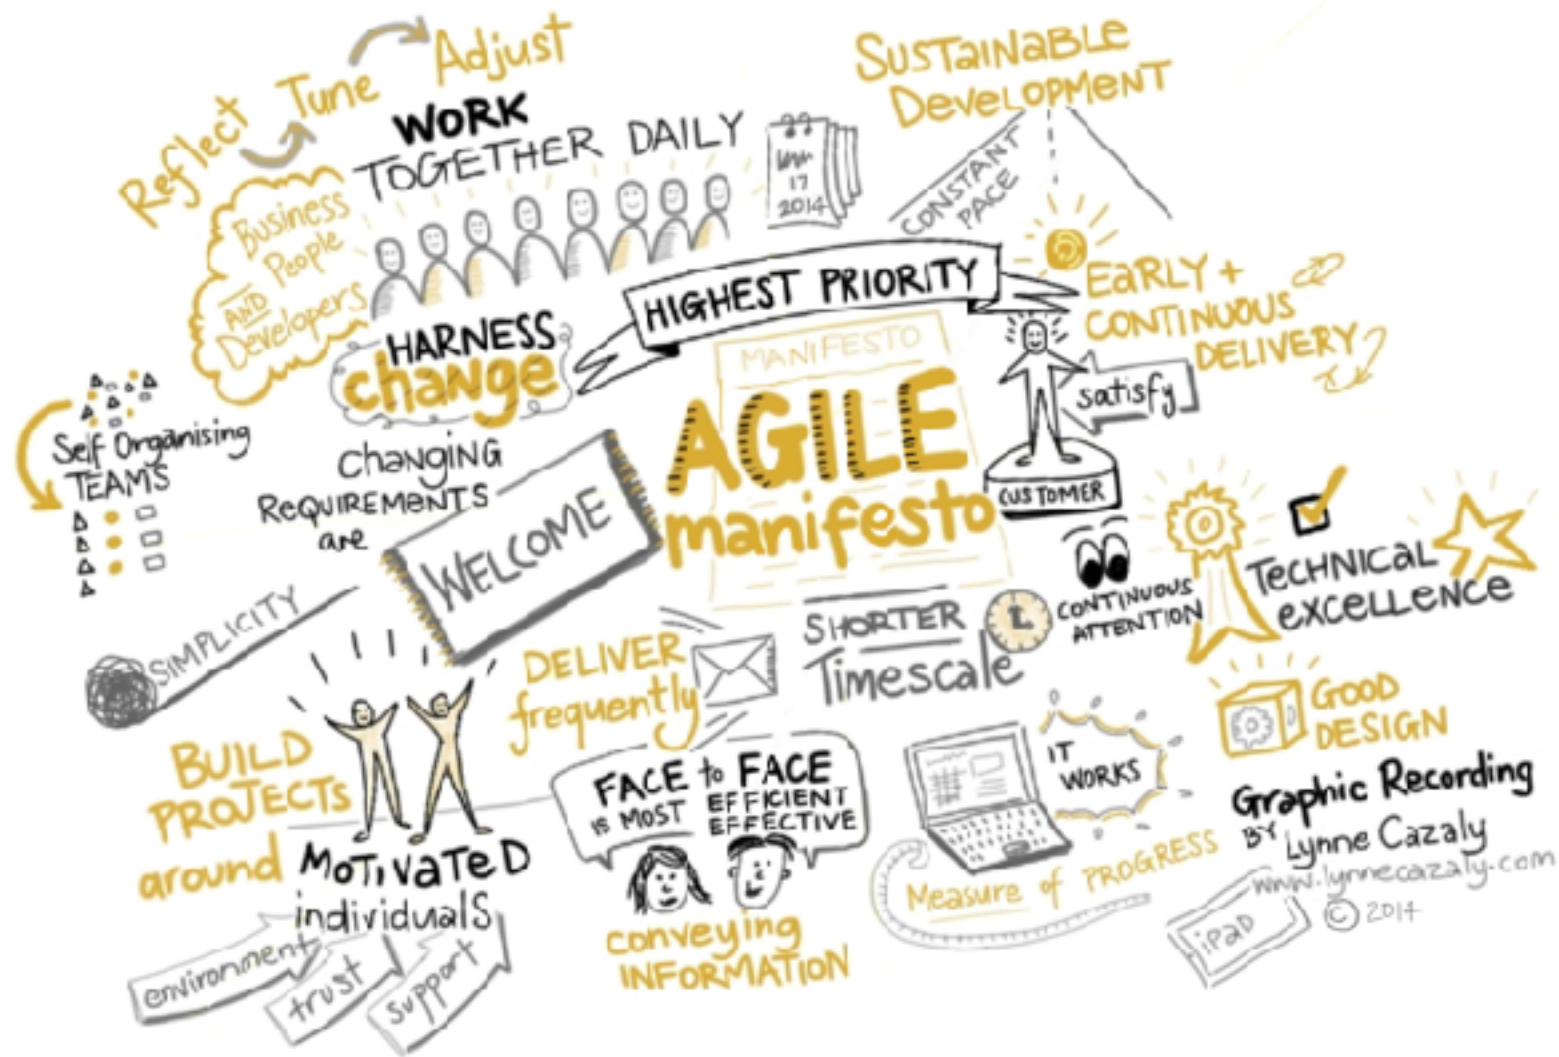 Reflect
Tune
Adjust
WORK
TOGETHER DAILY
Business
People
AND
Developers
17
2014
SUSTAINABLE
DEVELOPMENT
CONSTANT
PACE
HIGHEST PRIORITY
EARLY +
CONTINUOUS
DELIVERY
satisfy
CUSTOMER
HARNESS
change
CHANGING
REQUIREMENTS
are
WELCOME
MANIFESTO
AGILE
manifesto
Self Organising
TEAMS
SIMPLICITY
CONTINUOUS
ATTENTION
TECHNICAL
EXCELLENCE
DELIVER
frequently
SHORTER
Timescale
GOOD
DESIGN
BUILD
PROJECTS
around
MOTIVATED
individuals
environment
trust
support
FACE to FACE
IS MOST EFFICIENT
EFFECTIVE
conveying
INFORMATION
IT
WORKS
Measure of PROGRESS
Graphic Recording
BY Lynne Cazaly
www.lynnecazaly.com
© 2014
iPAD